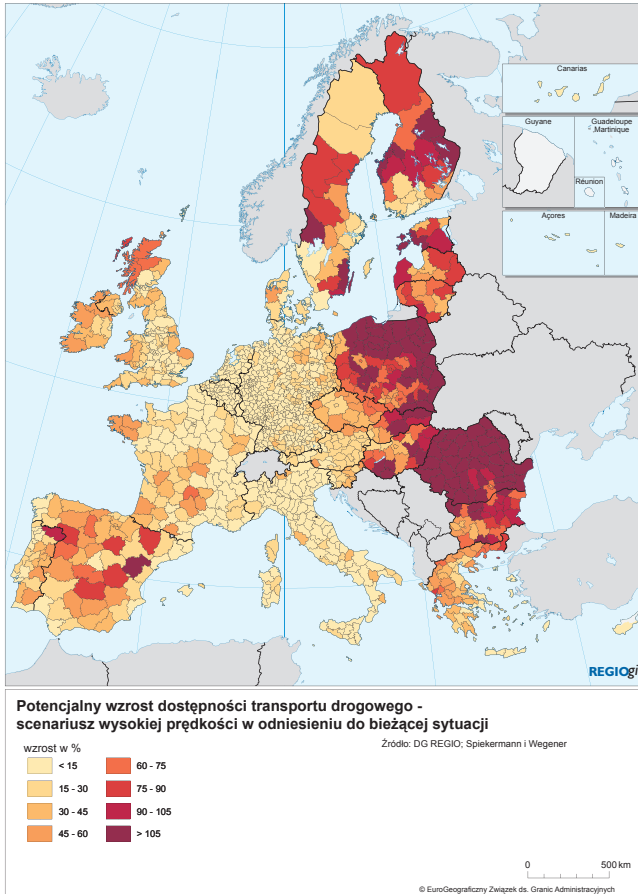 Canarias
Guyane
Guadeloupe
Martinique
Réunion
Açores
Madeira
REGIOgi
Potencjalny wzrost dostępności transportu drogowego -
scenariusz wysokiej prędkości w odniesieniu do bieżącej sytuacji
wzrost w %
Źródło: DG REGIO; Spiekermann i Wegener
< 15
15 - 30
30 - 45
45 - 60
60 - 75
75 - 90
90 - 105
> 105
0 500 km
© EuroGeograficzny Związek ds. Granic Administracyjnych